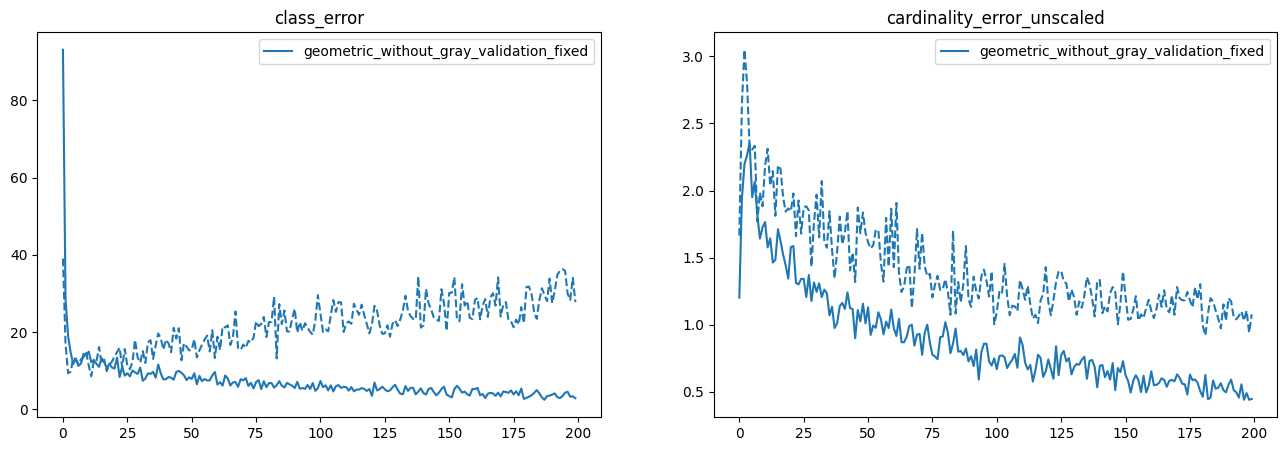 class_error
geometric_without_gray_validation_fixed
80
60
40
20
0
0 25 50 75 100 125 150 175 200
cardinality_error_unscaled
geometric_without_gray_validation_fixed
3.0
2.5
2.0
1.5
1.0
0.5
0 25 50 75 100 125 150 175 200